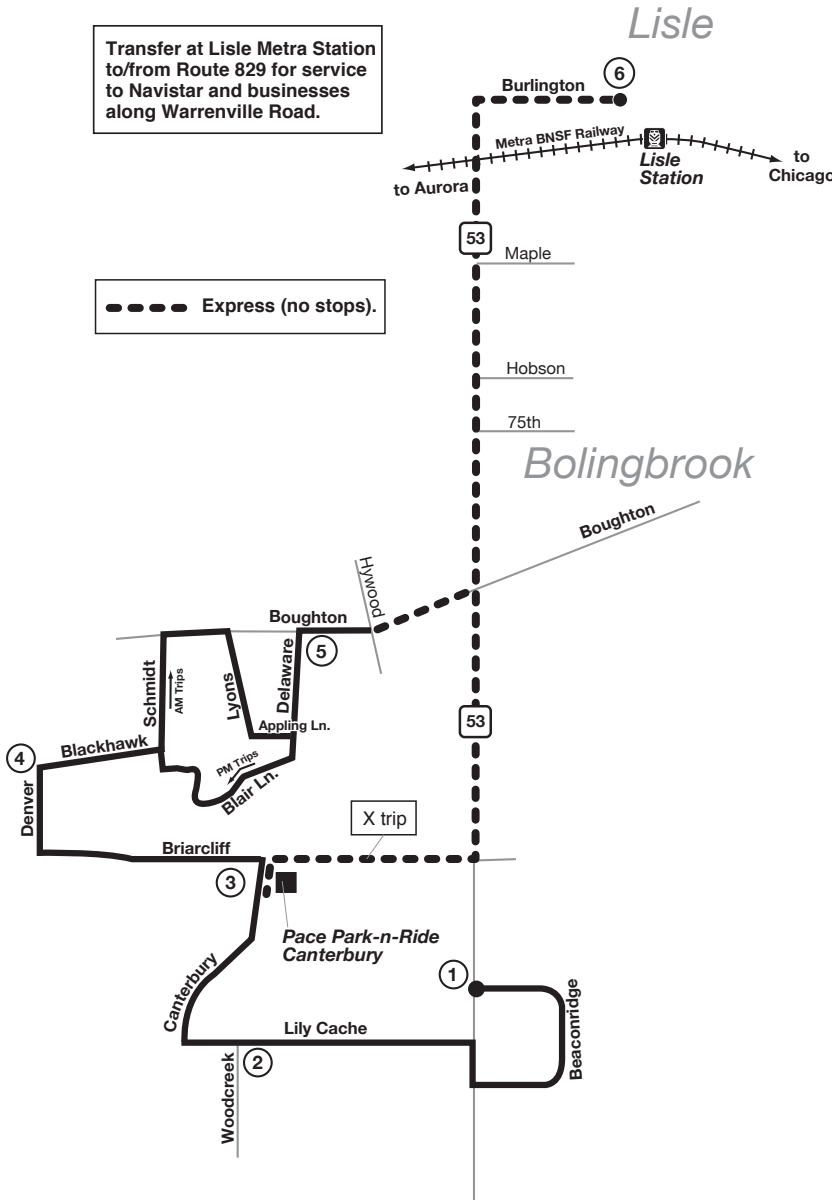 Lisle
Transfer at Lisle Metra Station
to/from Route 829 for service
to Navistar and businesses
along Warrenville Road.
Burlington
6
Metra BNSF Railway
to Aurora
Lisle
Station
to
Chicago
53
Maple
Express (no stops).
Hobson
75th
Bolingbrook
Boughton
Hywood
Boughton
5
Schmidt
AM Trips
Lyons
Delaware
Appling Ln.
53
4
Blackhawk
PM Trips
Blair Ln.
Denver
X trip
Briarcliff
3
Pace Park-n-Ride
Canterbury
1
Canterbury
Beaconridge
Lily Cache
2
Woodcreek